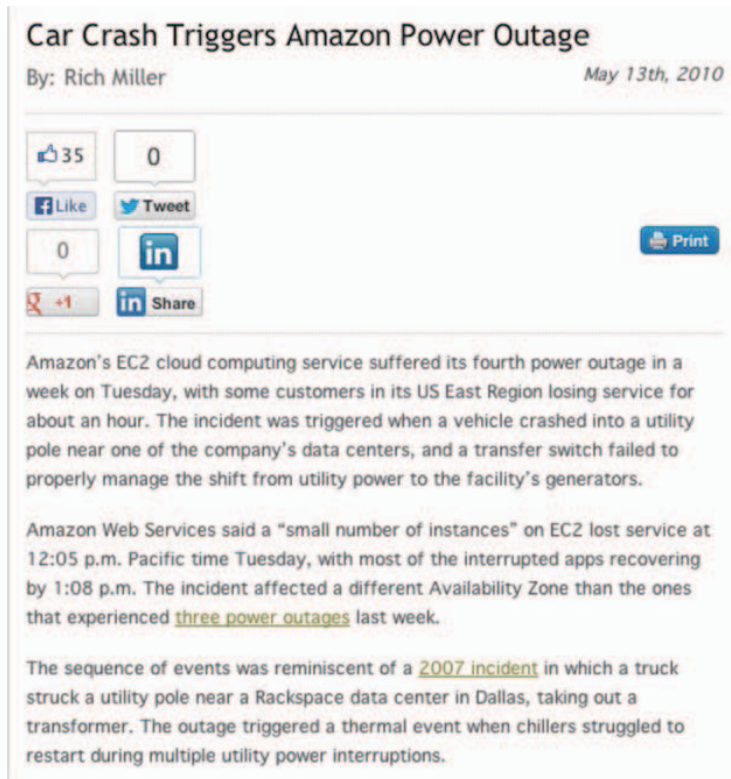 Car Crash Triggers Amazon Power Outage
By: Rich Miller
May 13th, 2010
35
0
Like
Tweet
0
in
Print
+1
in Share
Amazon's EC2 cloud computing service suffered its fourth power outage in a
week on Tuesday, with some customers in its US East Region losing service for
about an hour. The incident was triggered when a vehicle crashed into a utility
pole near one of the company's data centers, and a transfer switch failed to
properly manage the shift from utility power to the facility's generators.
Amazon Web Services said a “small number of instances” on EC2 lost service at
12:05 p.m. Pacific time Tuesday, with most of the interrupted apps recovering
by 1:08 p.m. The incident affected a different Availability Zone than the ones
that experienced three power outages last week.
The sequence of events was reminiscent of a 2007 incident in which a truck
struck a utility pole near a Rackspace data center in Dallas, taking out a
transformer. The outage triggered a thermal event when chillers struggled to
restart during multiple utility power interruptions.